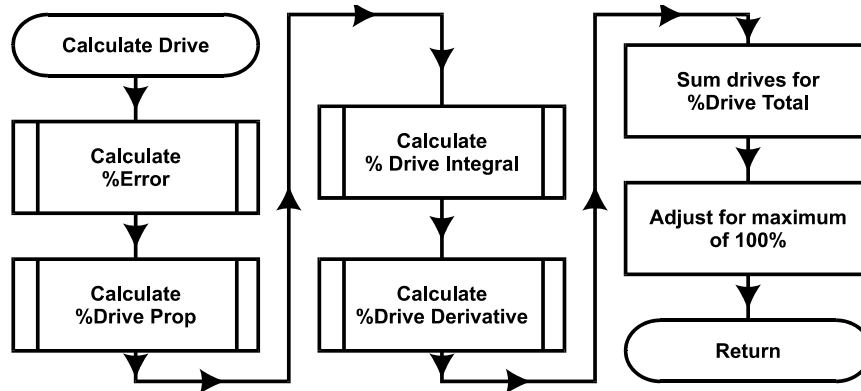 Calculate Drive
Calculate
%Error
Calculate
%Drive Prop
Calculate
% Drive Integral
Calculate
%Drive Derivative
Sum drives for
%Drive Total
Adjust for maximum
of 100%
Return